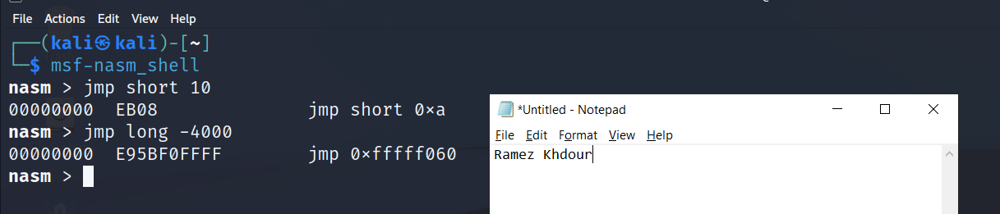 File Actions Edit View Help
┌──(kali㉿kali)-[~]
└─$ msf-nasm_shell
nasm > jmp short 10
00000000  EB08              jmp short 0×a
nasm > jmp long -4000
00000000  E95BF0FFFF        jmp 0×fffff060
nasm >
*Untitled - Notepad
File Edit Format View Help
Ramez Khdour